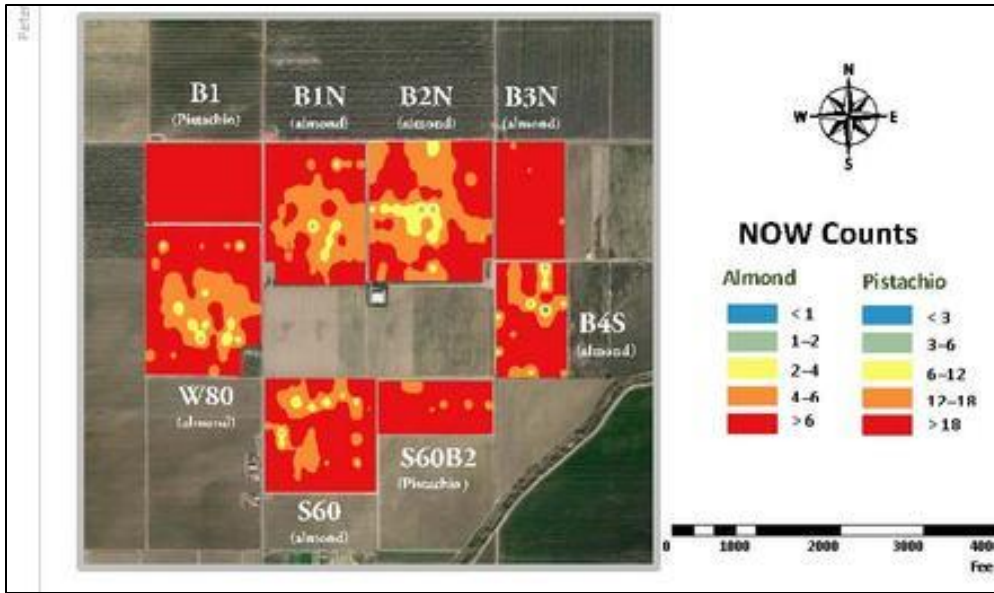 B1
(Pistachio)
B1N
(almond)
B2N
(almond)
B3N
(almond)
B4S
(almond)
W80
(almond)
S60B2
(Pistachio)
S60
(almond)
N
W
E
S
NOW Counts
Almond
Pistachio
< 1
< 3
1–2
3–6
2–4
6–12
4–6
12–18
> 6
> 18
0
1000
2000
3000
4000
Fee